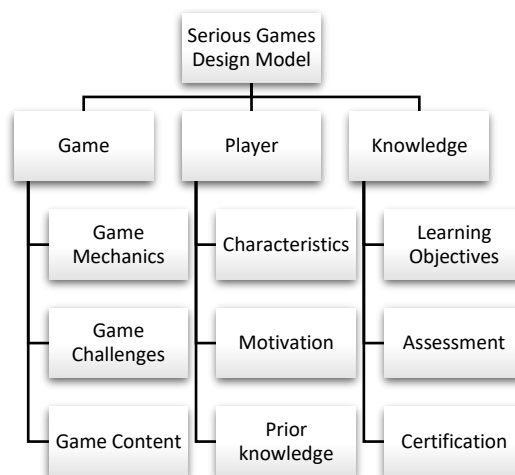 Serious Games
Design Model
Game
Player
Knowledge
Game
Mechanics
Characteristics
Learning
Objectives
Game
Challenges
Motivation
Assessment
Game Content
Prior
knowledge
Certification